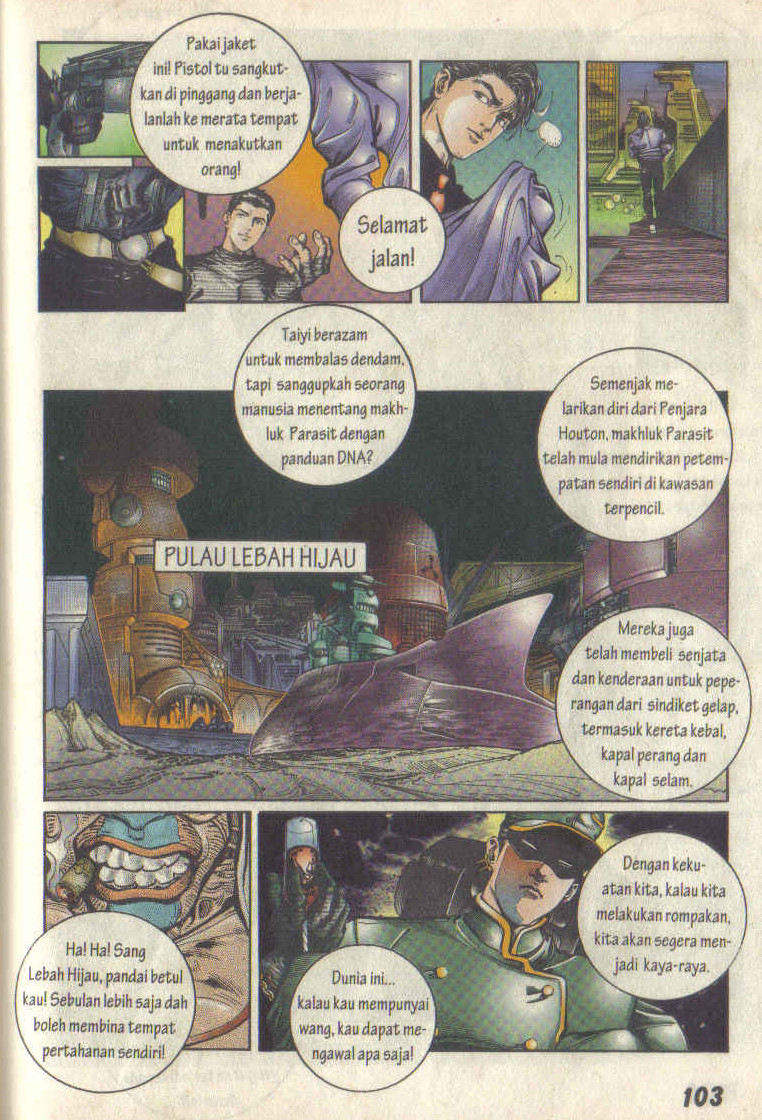 Pakai jaket
ini! Pistol tu sangkut-
kan di pinggang dan berja-
lanlah ke merata tempat
untuk menakutkan
orang!
Selamat
jalan!
Taiyi berazam
untuk membalas dendam,
tapi sanggupkah seorang
manusia menentang makh-
luk Parasit dengan
panduan DNA?
Semenjak me-
larikan diri dari Penjara
Houton, makhluk Parasit
telah mula mendirikan petem-
patan sendiri di kawasan
terpencil.
PULAU LEBAH HIJAU
Mereka juga
telah membeli senjata
dan kenderaan untuk pepe-
rangan dari sindiket gelap,
termasuk kereta kebal,
kapal perang dan
kapal selam.
Ha! Ha! Sang
Lebah Hijau, pandai betul
kau! Sebulan lebih saja dah
boleh membina tempat
pertahanan sendiri!
Dunia ini...
kalau kau mempunyai
wang, kau dapat me-
ngawal apa saja!
Dengan keku-
atan kita, kalau kita
melakukan rompakan,
kita akan segera men-
jadi kaya-raya.
103